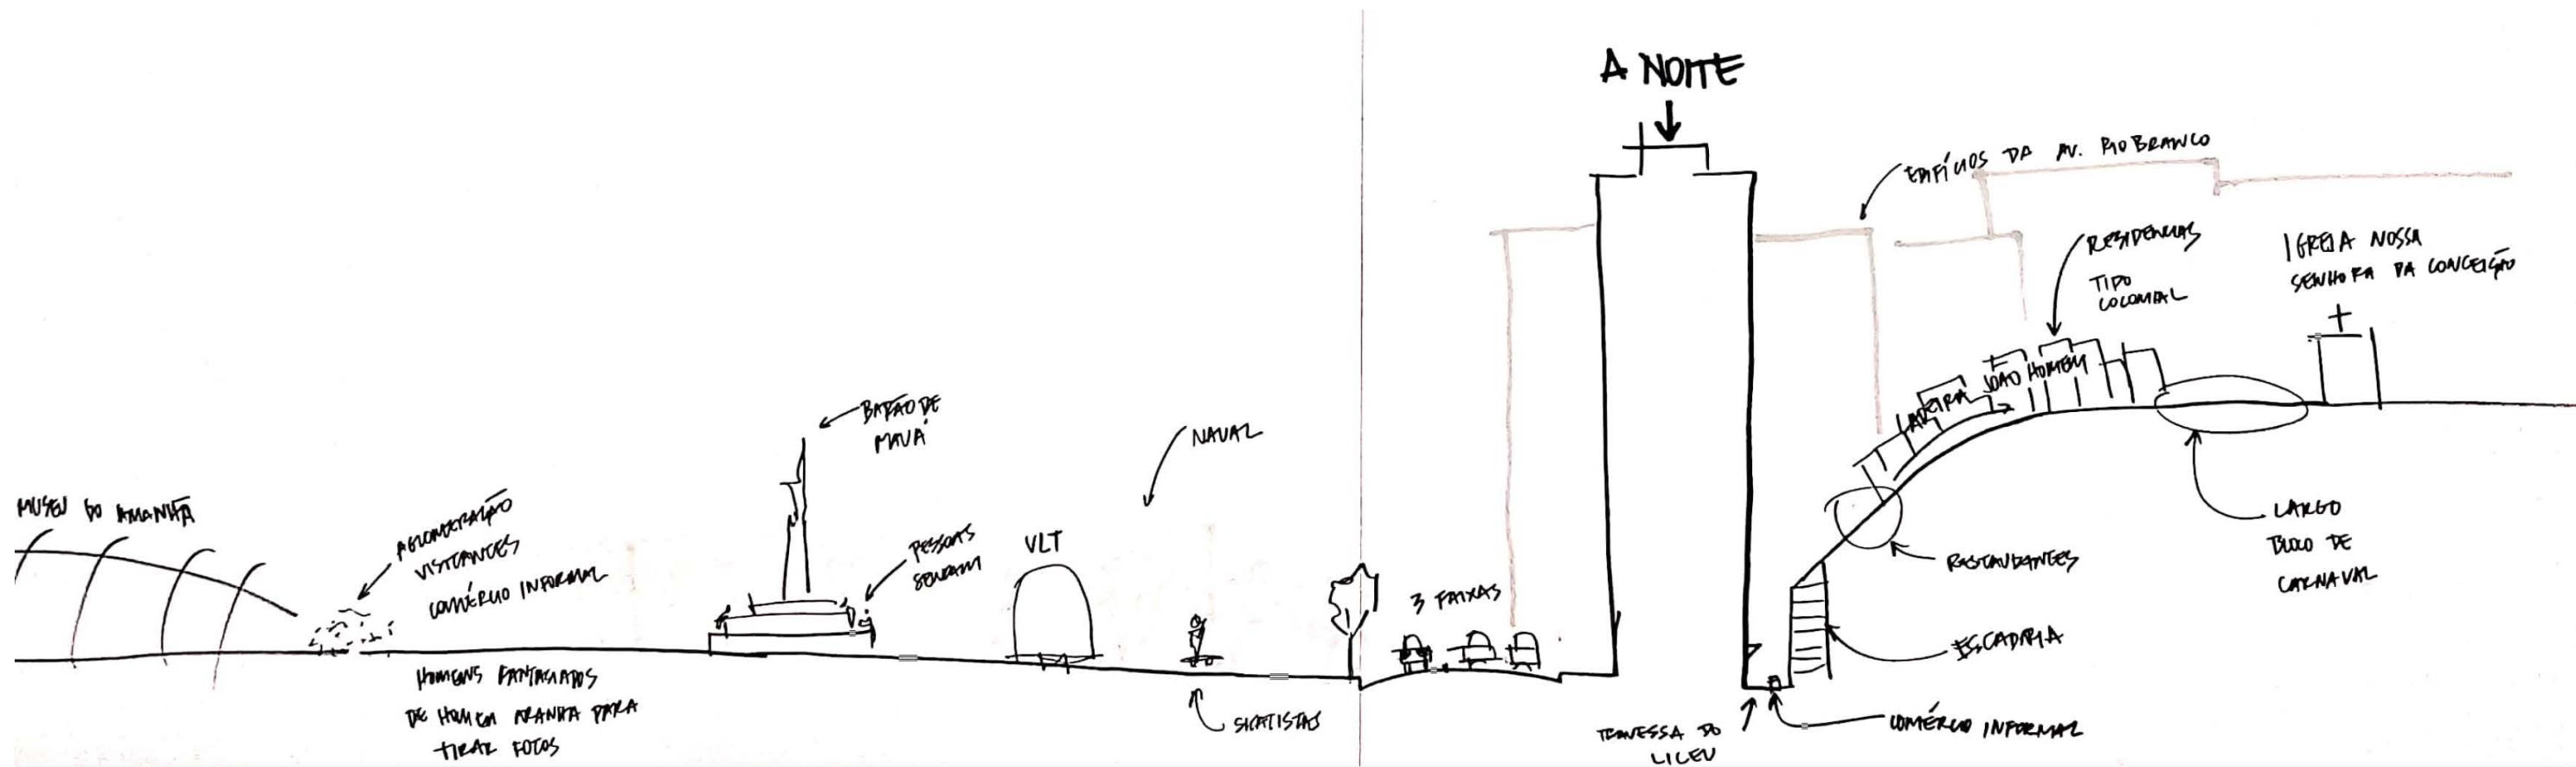 MUSEU DO AMANHÃ
AGLOMERAÇÃO
VISITANTES
COMÉRCIO INFORMAL
HOMENS FANTASIADOS
DE HOMEM ARANHA PARA
TIRAR FOTOS
BARÃO DE
MAUÁ
PESSOAS
SENTAM
VLT
NAVAL
SKATISTAS
3 FAIXAS
A NOITE
EDIFÍCIOS DA AV. RIO BRANCO
RESIDENCIAS
TIPO
COLONIAL
IGREJA NOSSA
SENHORA DA CONCEIÇÃO
LADEIRA JOAO HOMEM
RESTAURANTES
LARGO
BLOCO DE
CARNAVAL
ESCADARIA
TRAVESSA DO
LICEU
COMÉRCIO INFORMAL